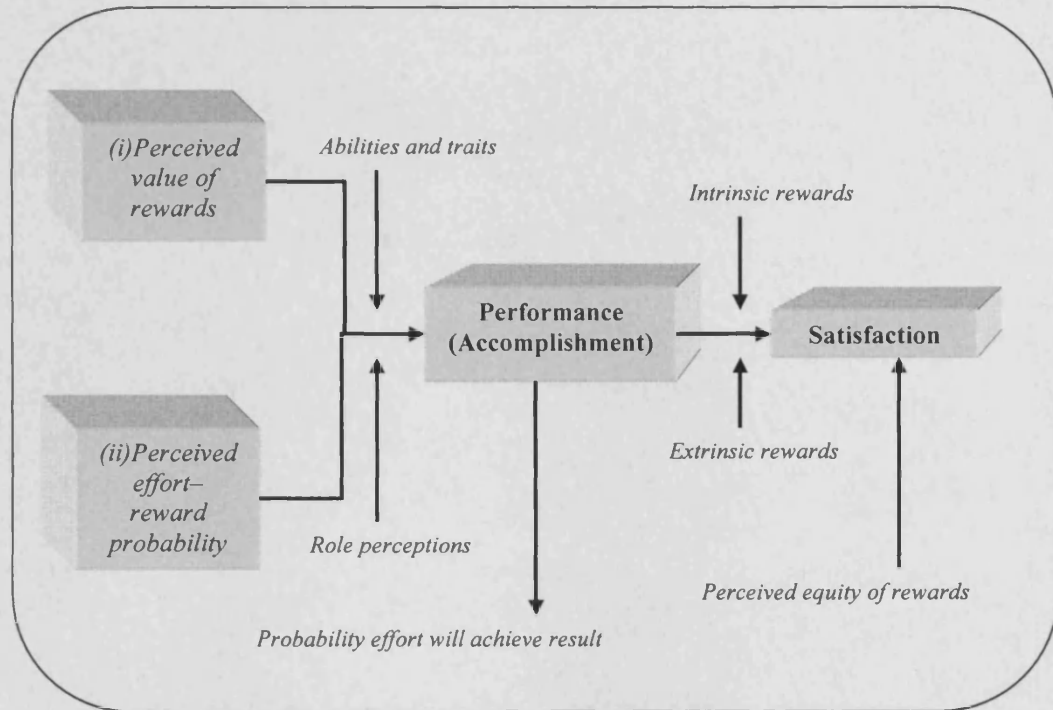 (i)Perceived
value of
rewards
Abilities and traits
Intrinsic rewards
Performance
(Accomplishment)
Satisfaction
(ii)Perceived
effort–
reward
probability
Role perceptions
Extrinsic rewards
Perceived equity of rewards
Probability effort will achieve result